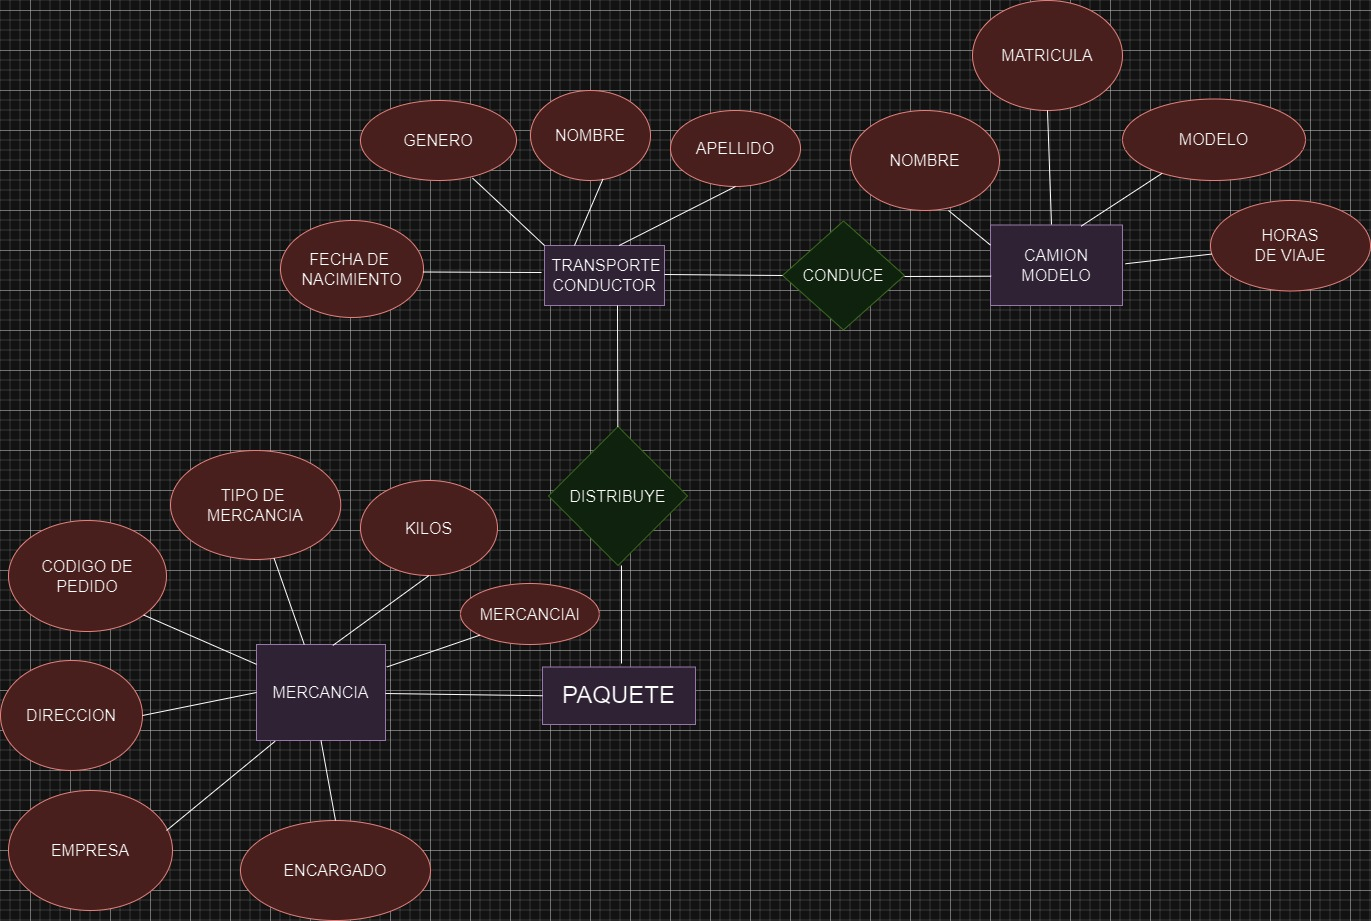 MATRICULA
GENERO
NOMBRE
APELLIDO
NOMBRE
MODELO
FECHA DE
NACIMIENTO
TRANSPORTE
CONDUCTOR
CONDUCE
CAMION
MODELO
HORAS
DE VIAJE
DISTRIBUYE
TIPO DE
MERCANCIA
KILOS
CODIGO DE
PEDIDO
MERCANCIAI
DIRECCION
MERCANCIA
PAQUETE
EMPRESA
ENCARGADO